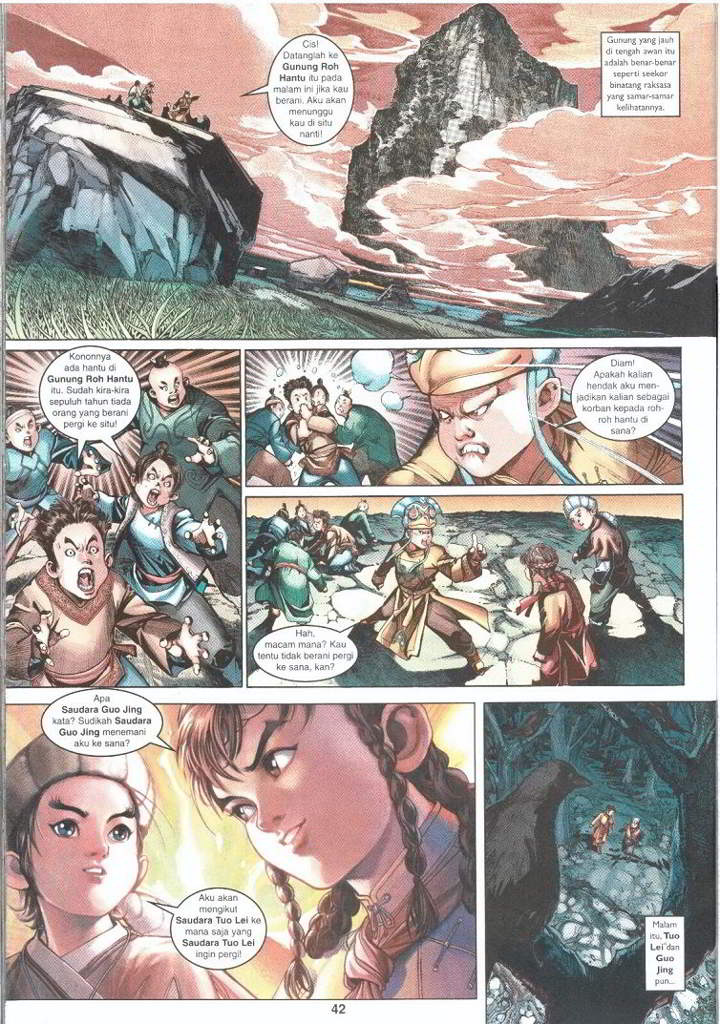 Cis!
Datanglah ke
Gunung Roh
Hantu itu pada
malam ini jika kau
berani. Aku akan
menunggu
kau di situ
nanti!
Gunung yang jauh
di tengah awan itu
adalah benar-benar
seperti seekor
binatang raksasa
yang samar-samar
kelihatannya.
Kononnya
ada hantu di
Gunung Roh Hantu
itu. Sudah kira-kira
sepuluh tahun tiada
orang yang berani
pergi ke situ!
Diam!
Apakah kalian
hendak aku men-
jadikan kalian sebagai
korban kepada roh-
roh hantu di
sana?
Hah,
macam mana? Kau
tentu tidak berani pergi
ke sana, kan?
Apa
Saudara Guo Jing
kata? Sudikah Saudara
Guo Jing menemani
aku ke sana?
Aku akan
mengikut
Saudara Tuo Lei ke
mana saja yang
Saudara Tuo Lei
ingin pergi!
Malam
itu, Tuo
Lei dan
Guo
Jing
pun...
42